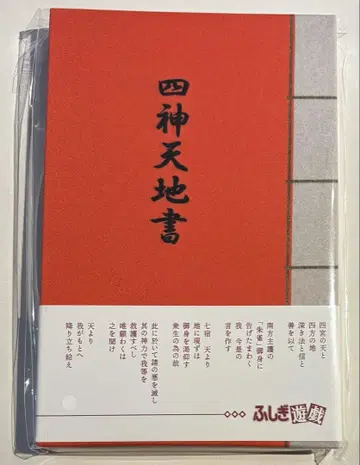 四神天地書
四宮の天と
四方の地
深き法と信と
善を以て
南方主護の
「朱雀」御身に
告げたまわく
我 今是の
言を作す
七宿 天より
地に現ずは
御身を渇仰す
衆生の為の故
此に於いて諸の悪を滅し
其の神力で我等を
救護すべし
唯願わくは
之を聞け
天より
我がもとへ
降り立ち給え
ふしぎ遊戯